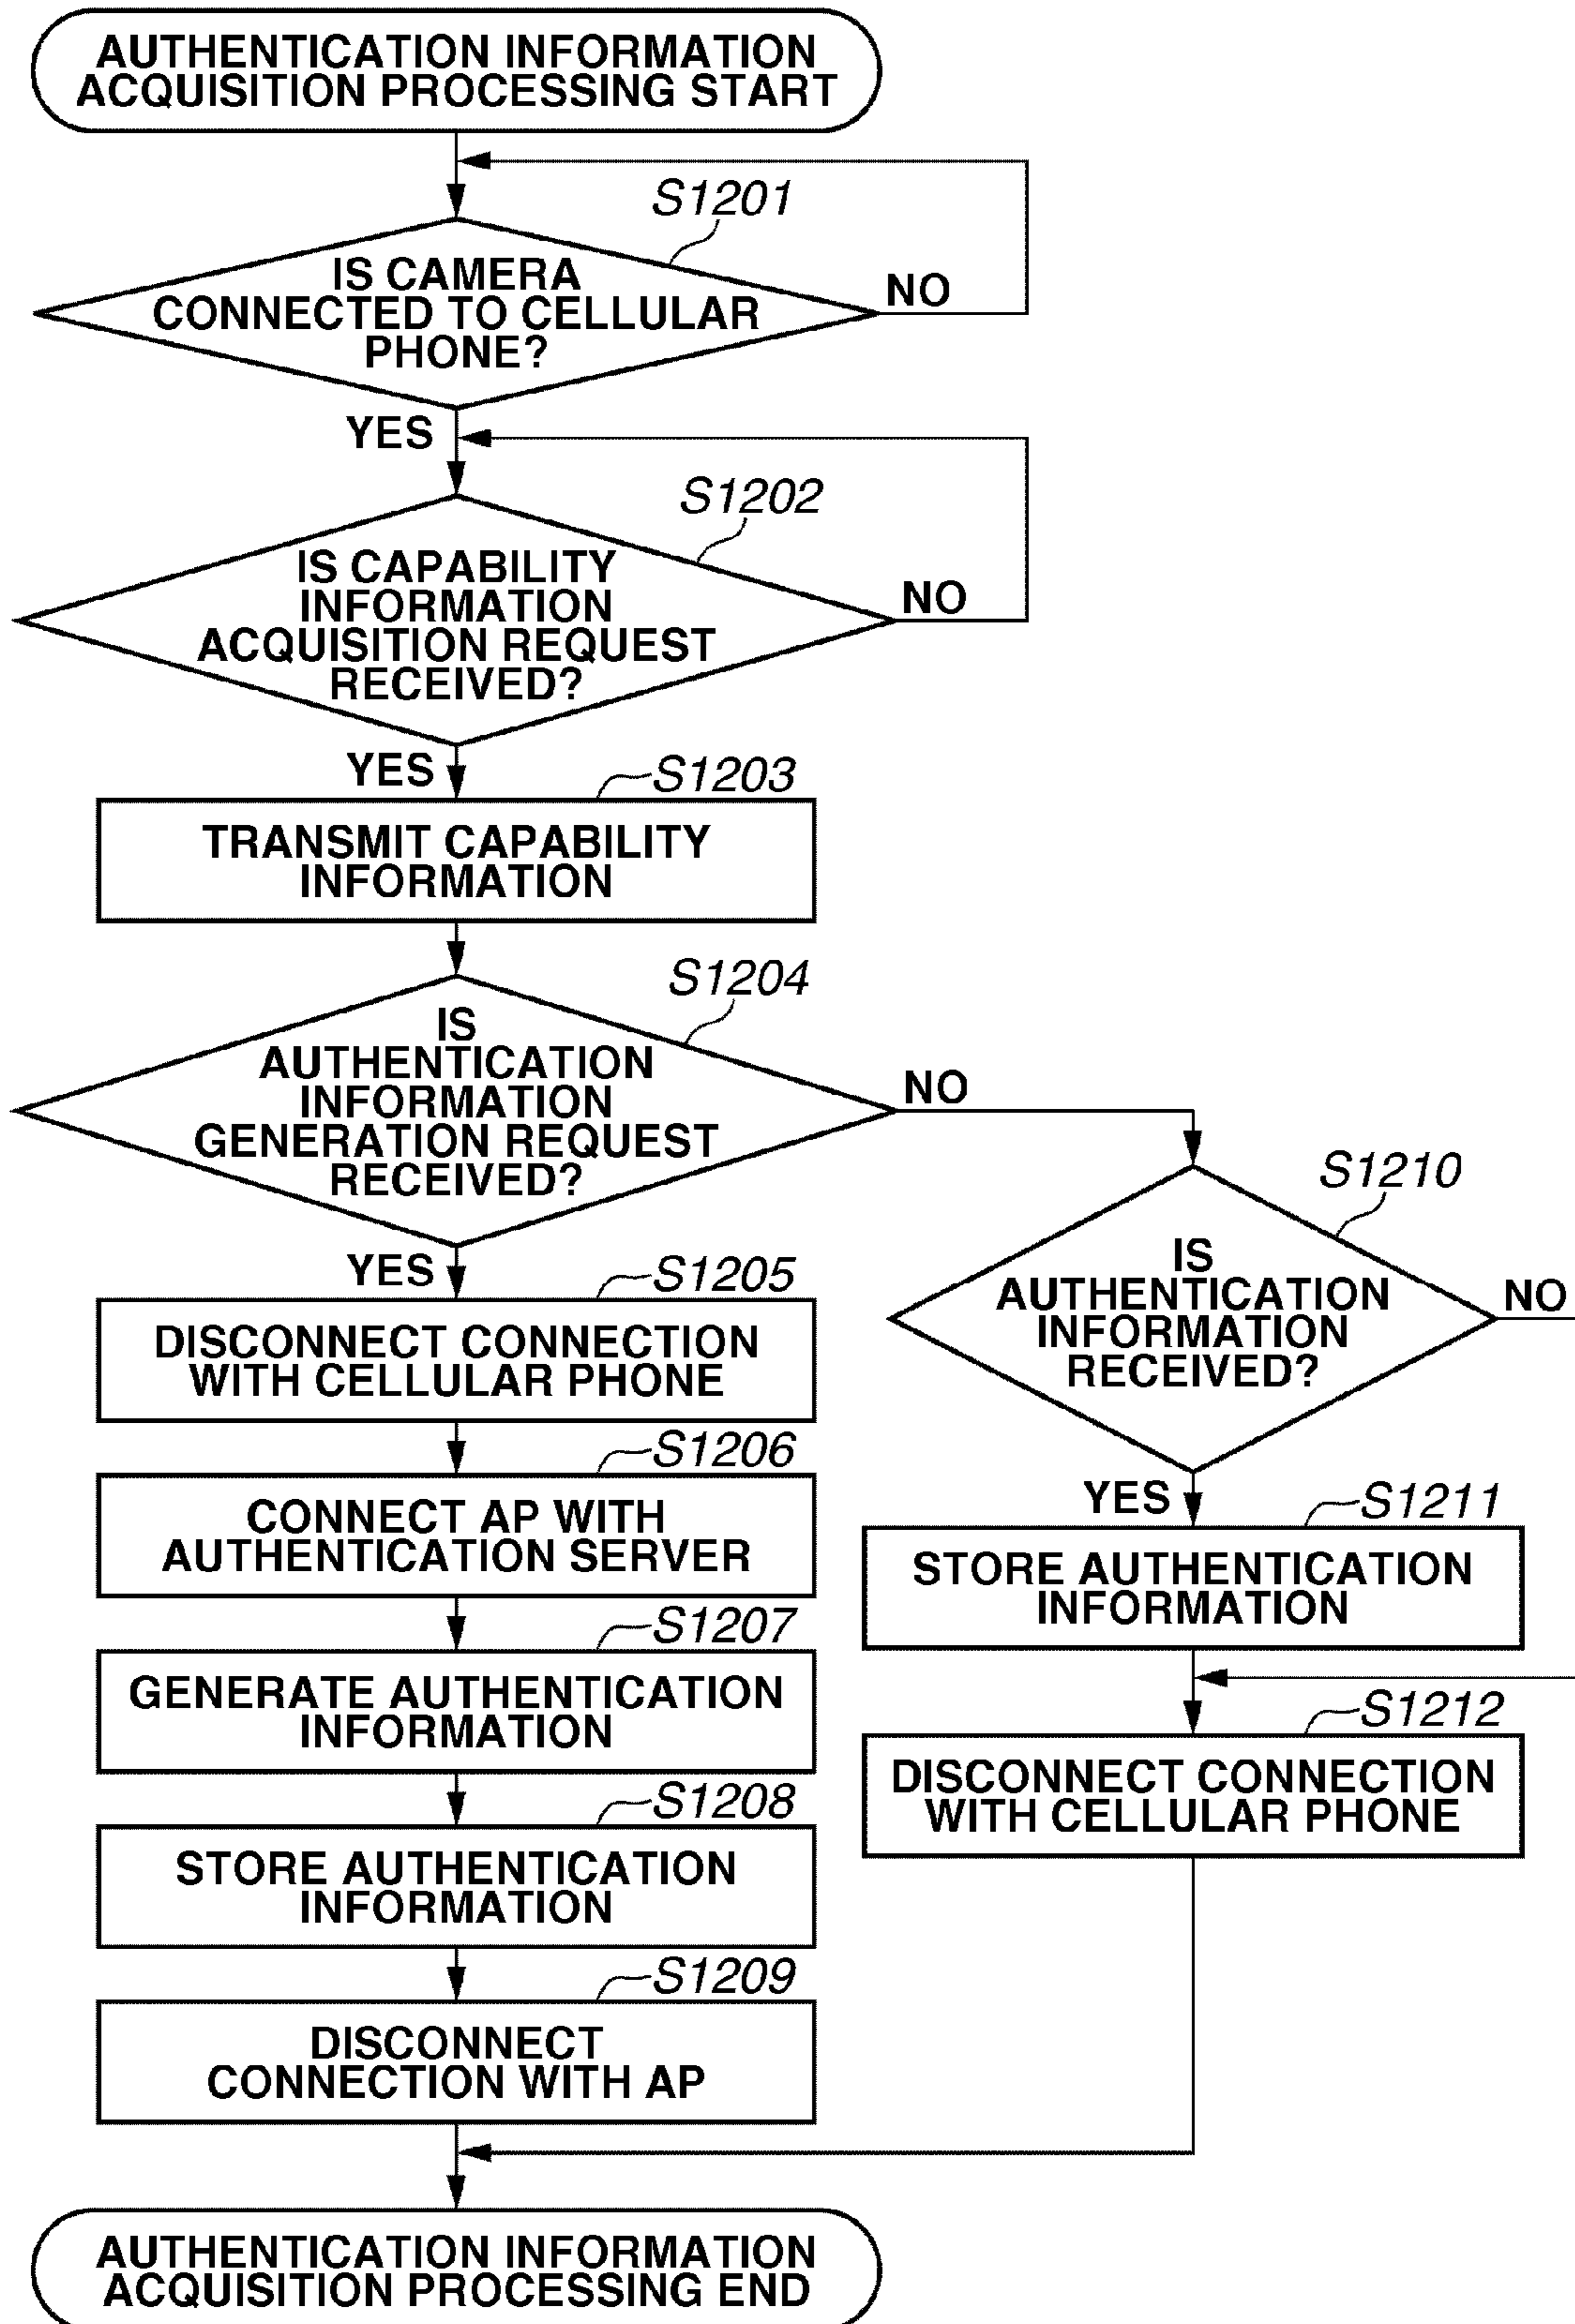 AUTHENTICATION INFORMATION
ACQUISITION PROCESSING START
S1201
IS CAMERA
CONNECTED TO CELLULAR
PHONE?
NO
YES
S1202
IS CAPABILITY
INFORMATION
ACQUISITION REQUEST
RECEIVED?
NO
YES
S1203
TRANSMIT CAPABILITY
INFORMATION
S1204
IS
AUTHENTICATION
INFORMATION
GENERATION REQUEST
RECEIVED?
NO
YES
S1205
DISCONNECT CONNECTION
WITH CELLULAR PHONE
S1206
CONNECT AP WITH
AUTHENTICATION SERVER
S1207
GENERATE AUTHENTICATION
INFORMATION
S1208
STORE AUTHENTICATION
INFORMATION
S1209
DISCONNECT
CONNECTION WITH AP
S1210
IS
AUTHENTICATION
INFORMATION
RECEIVED?
NO
YES
S1211
STORE AUTHENTICATION
INFORMATION
S1212
DISCONNECT CONNECTION
WITH CELLULAR PHONE
AUTHENTICATION INFORMATION
ACQUISITION PROCESSING END